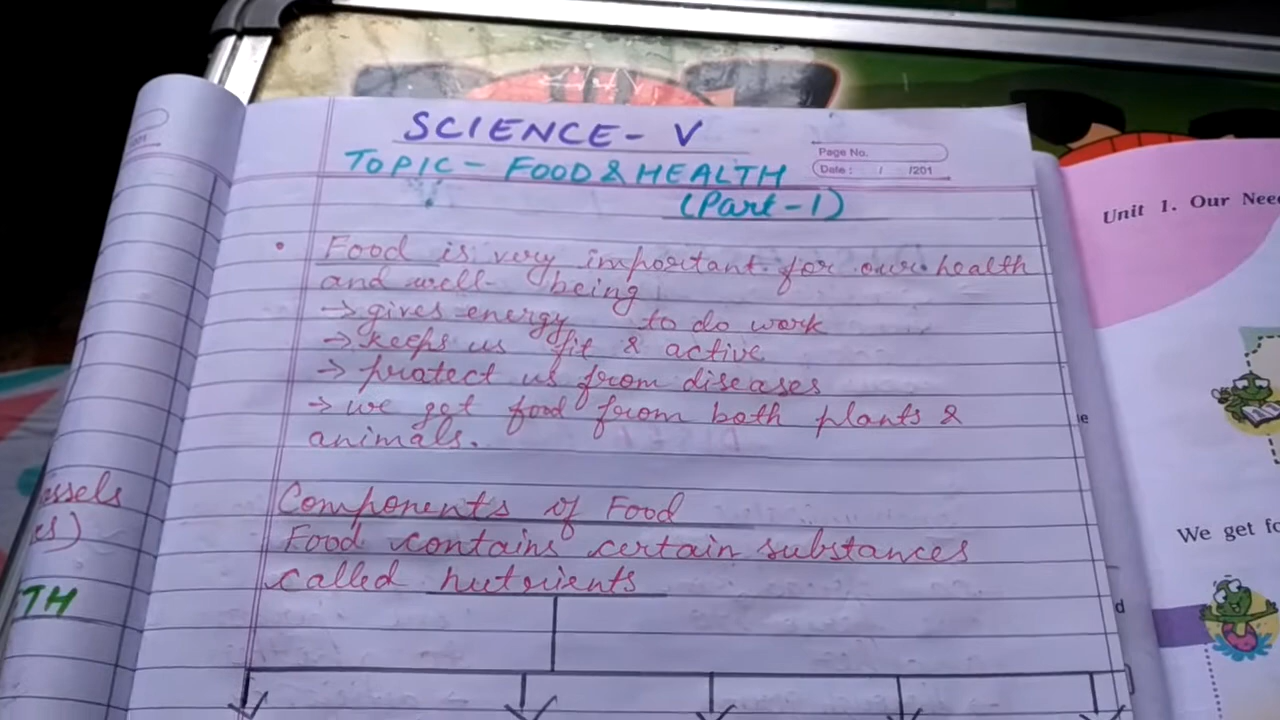 SCIENCE- V
TOPIC - FOOD & HEALTH
(Part-1)
Page No.
Date : / /201
• Food is very important for our health
and well- being
→ gives energy to do work
→ keeps us fit & active
→ protect us from diseases
→ we get food from both plants &
animals.
Components of Food
Food contains certain substances
called nutrients
essels
es)
TH
Unit 1. Our Nee
le
We get fo
d